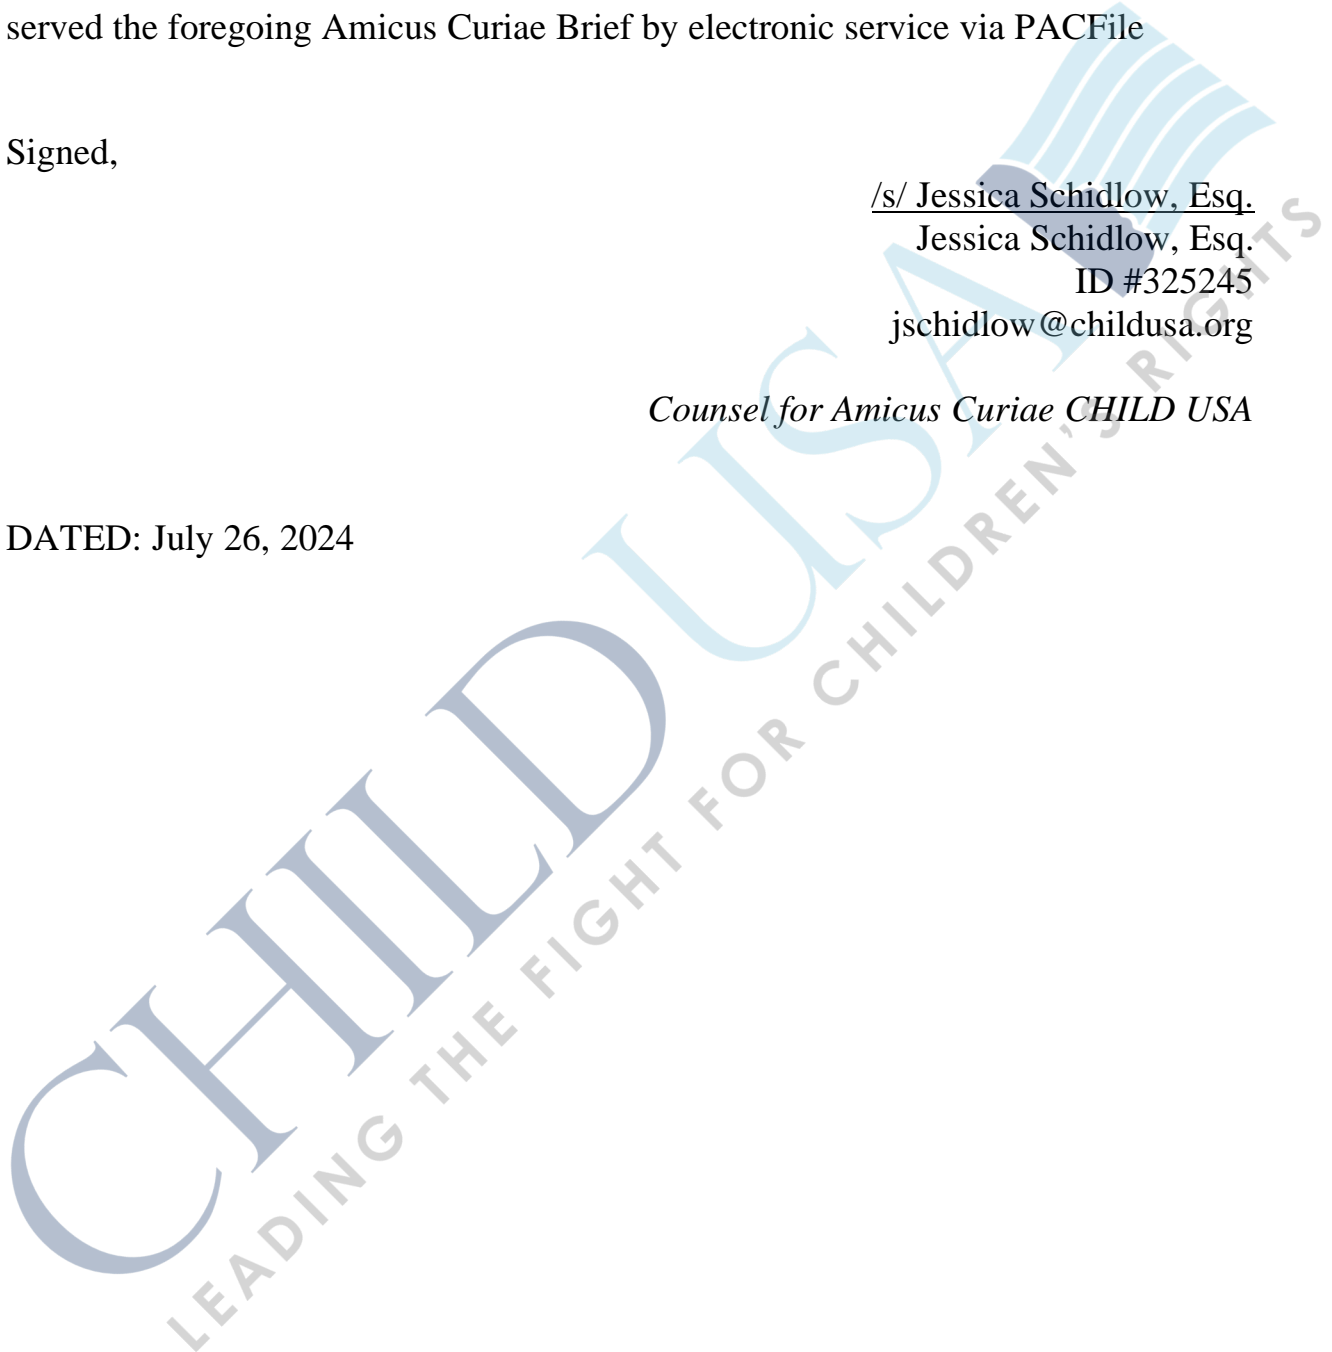 served the foregoing Amicus Curiae Brief by electronic service via PACFile
Signed,
/s/ Jessica Schidlow, Esq.
Jessica Schidlow, Esq.
ID #325245
jschidlow@childusa.org
Counsel for Amicus Curiae CHILD USA
DATED: July 26, 2024
CHILD USA
LEADING THE FIGHT FOR CHILDREN'S RIGHTS